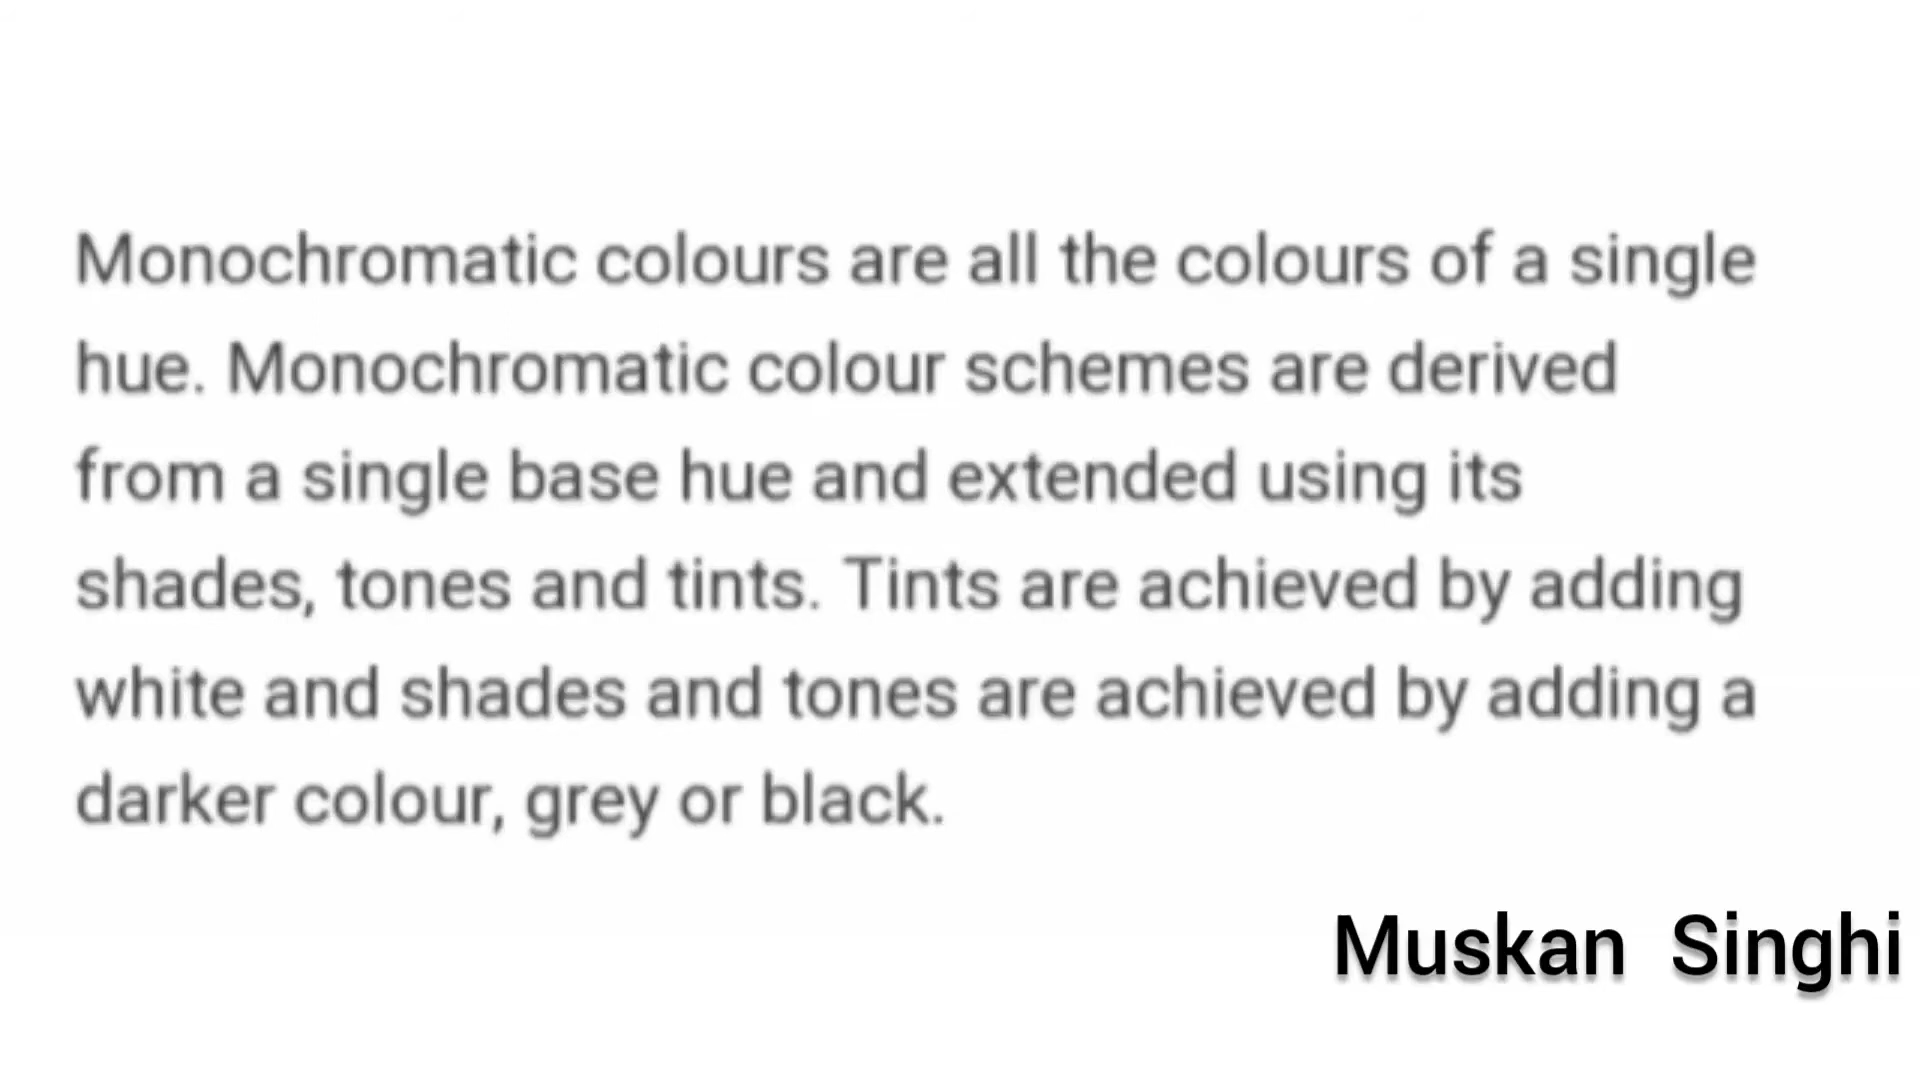 Monochromatic colours are all the colours of a single
hue. Monochromatic colour schemes are derived
from a single base hue and extended using its
shades, tones and tints. Tints are achieved by adding
white and shades and tones are achieved by adding a
darker colour, grey or black.
Muskan Singhi